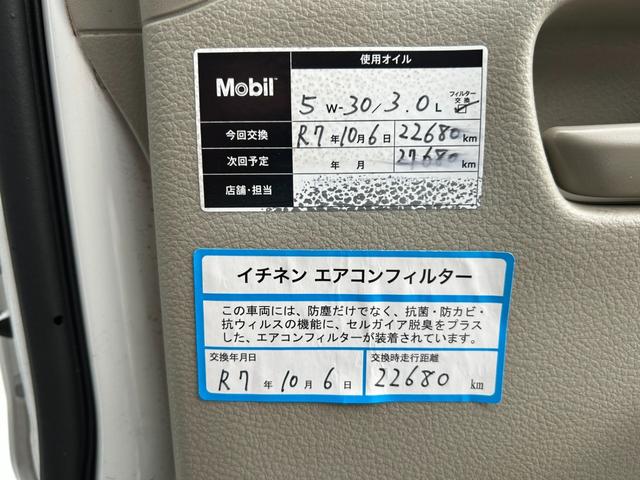 使用オイル
Mobil™
5W-30/3.0L フィルター交換
今回交換 R7年10月6日 22680km
次回予定 年 月 27680km
店舗・担当
イチネン エアコンフィルター
この車両には、防塵だけでなく、抗菌・防カビ・
抗ウィルスの機能に、セルガイア脱臭をプラス
した、エアコンフィルターが装着されています。
交換年月日 交換時走行距離
R7年10月6日 22680km